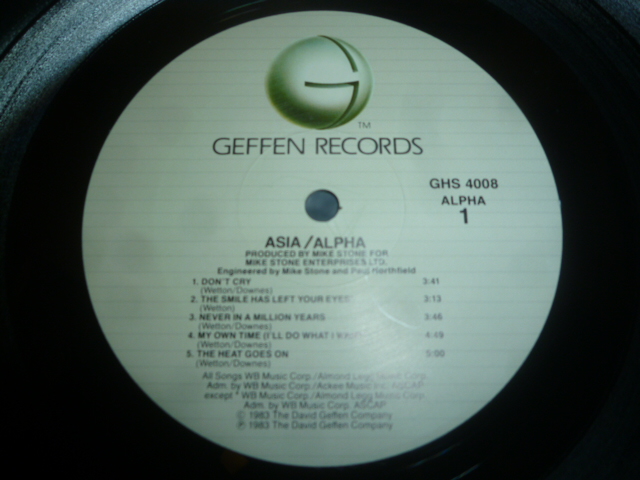 G
TM
GEFFEN RECORDS
GHS 4008
ALPHA
1
ASIA/ALPHA
PRODUCED BY MIKE STONE FOR
MIKE STONE ENTERPRISES LTD.
Engineered by Mike Stone and Paul Northfield
1. DON'T CRY 3:41
(Wetton/Downes)
2. THE SMILE HAS LEFT YOUR EYES 3:13
(Wetton)
3. NEVER IN A MILLION YEARS 3:46
(Wetton/Downes)
4. MY OWN TIME (I'LL DO WHAT I 4:49
(Wetton/Downes)
5. THE HEAT GOES ON 5:00
(Wetton/Downes)
All Songs WB Music Corp./Almond Legg Corp.
Adm. by WB Music Corp./Ackee Music Inc. ASCAP
except * WB Music Corp./Almond Legg Music
Adm. by WB Music Corp. ASCAP
© 1983 The David Geffen Company
℗ 1983 The David Geffen Company